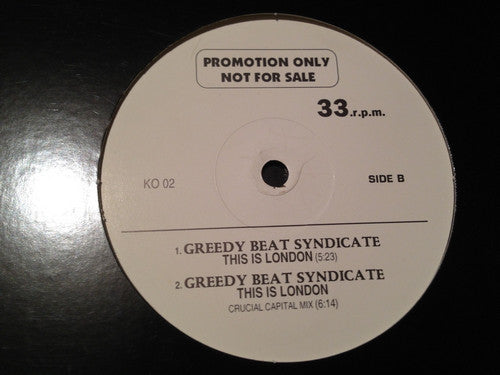 PROMOTION ONLY
NOT FOR SALE
33.r.p.m.
KO 02
SIDE B
1. GREEDY BEAT SYNDICATE
THIS IS LONDON (5:23)
2. GREEDY BEAT SYNDICATE
THIS IS LONDON
CRUCIAL CAPITAL MIX (6:14)